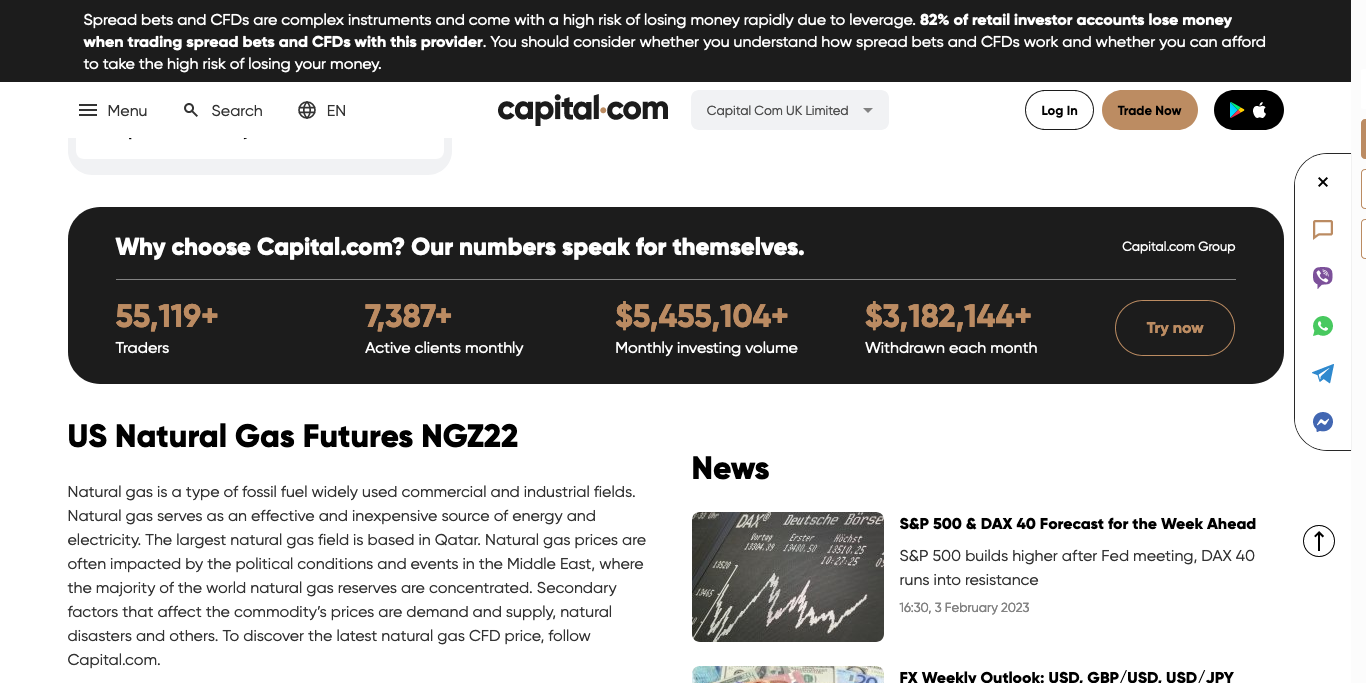 Spread bets and CFDs are complex instruments and come with a high risk of losing money rapidly due to leverage. 82% of retail investor accounts lose money
when trading spread bets and CFDs with this provider. You should consider whether you understand how spread bets and CFDs work and whether you can afford
to take the high risk of losing your money.
Menu
Search
EN
capital.com
Capital Com UK Limited
Log In
Trade Now
Why choose Capital.com? Our numbers speak for themselves.
Capital.com Group
55,119+
Traders
7,387+
Active clients monthly
$5,455,104+
Monthly investing volume
$3,182,144+
Withdrawn each month
Try now
US Natural Gas Futures NGZ22
Natural gas is a type of fossil fuel widely used commercial and industrial fields.
Natural gas serves as an effective and inexpensive source of energy and
electricity. The largest natural gas field is based in Qatar. Natural gas prices are
often impacted by the political conditions and events in the Middle East, where
the majority of the world natural gas reserves are concentrated. Secondary
factors that affect the commodity's prices are demand and supply, natural
disasters and others. To discover the latest natural gas CFD price, follow
Capital.com.
News
DAX® Deutsche Börse
Vortag Erster Höchst
10:27:25
13520
13465
S&P 500 & DAX 40 Forecast for the Week Ahead
S&P 500 builds higher after Fed meeting, DAX 40
runs into resistance
16:30, 3 February 2023
FX Weekly Outlook: USD, GBP/USD, USD/JPY